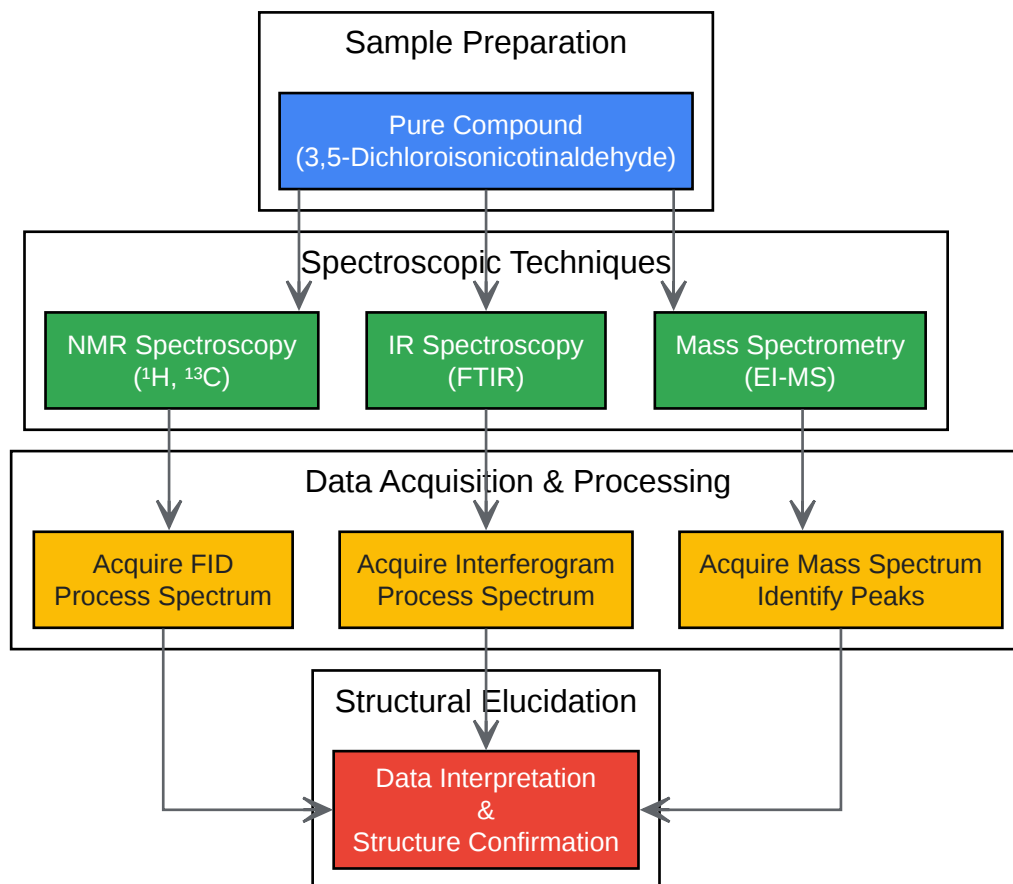 Sample Preparation
Pure Compound
(3,5-Dichloroisonicotinaldehyde)
Spectroscopic Techniques
NMR Spectroscopy
(¹H, ¹³C)
IR Spectroscopy
(FTIR)
Mass Spectrometry
(EI-MS)
Data Acquisition & Processing
Acquire FID
Process Spectrum
Acquire Interferogram
Process Spectrum
Acquire Mass Spectrum
Identify Peaks
Structural Elucidation
Data Interpretation
&
Structure Confirmation